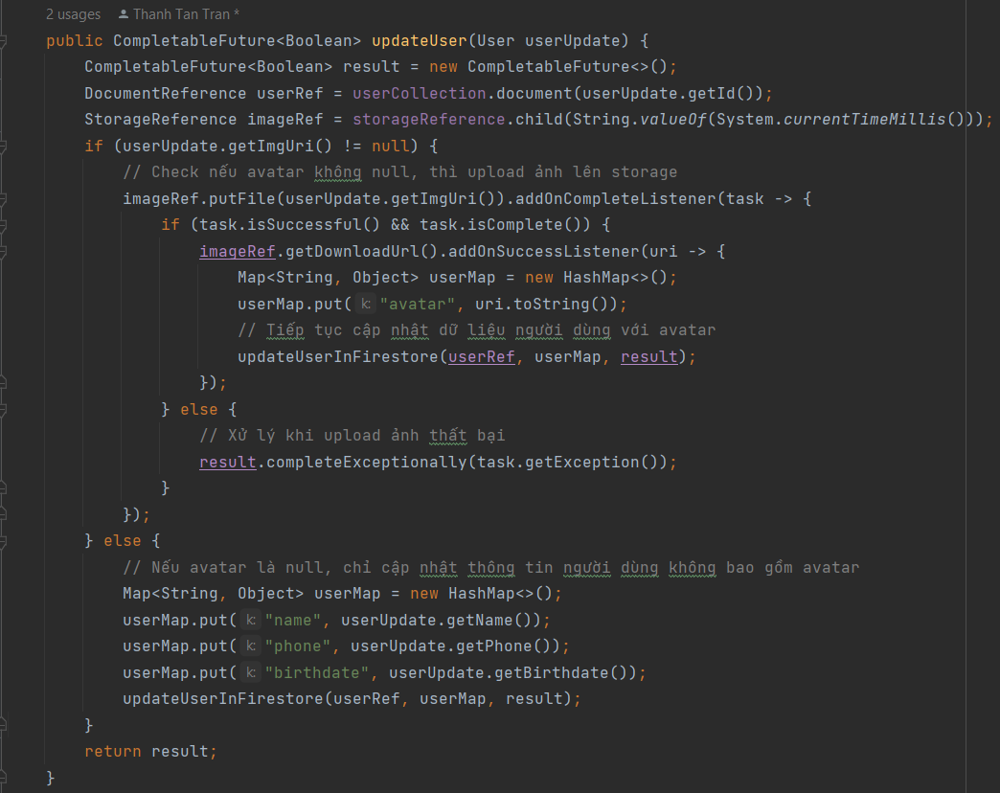 2 usages Thanh Tan Tran *
public CompletableFuture<Boolean> updateUser(User userUpdate) {
CompletableFuture<Boolean> result = new CompletableFuture<>();
DocumentReference userRef = userCollection.document(userUpdate.getId());
StorageReference imageRef = storageReference.child(String.valueOf(System.currentTimeMillis()));
if (userUpdate.getImgUri() != null) {
// Check nếu avatar không null, thì upload ảnh lên storage
imageRef.putFile(userUpdate.getImgUri()).addOnCompleteListener(task -> {
if (task.isSuccessful() && task.isComplete()) {
imageRef.getDownloadUrl().addOnSuccessListener(uri -> {
Map<String, Object> userMap = new HashMap<>();
userMap.put( k: "avatar", uri.toString());
// Tiếp tục cập nhật dữ liệu người dùng với avatar
updateUserInFirestore(userRef, userMap, result);
});
} else {
// Xử lý khi upload ảnh thất bại
result.completeExceptionally(task.getException());
}
});
} else {
// Nếu avatar là null, chỉ cập nhật thông tin người dùng không bao gồm avatar
Map<String, Object> userMap = new HashMap<>();
userMap.put( k: "name", userUpdate.getName());
userMap.put( k: "phone", userUpdate.getPhone());
userMap.put( k: "birthdate", userUpdate.getBirthdate());
updateUserInFirestore(userRef, userMap, result);
}
return result;
}